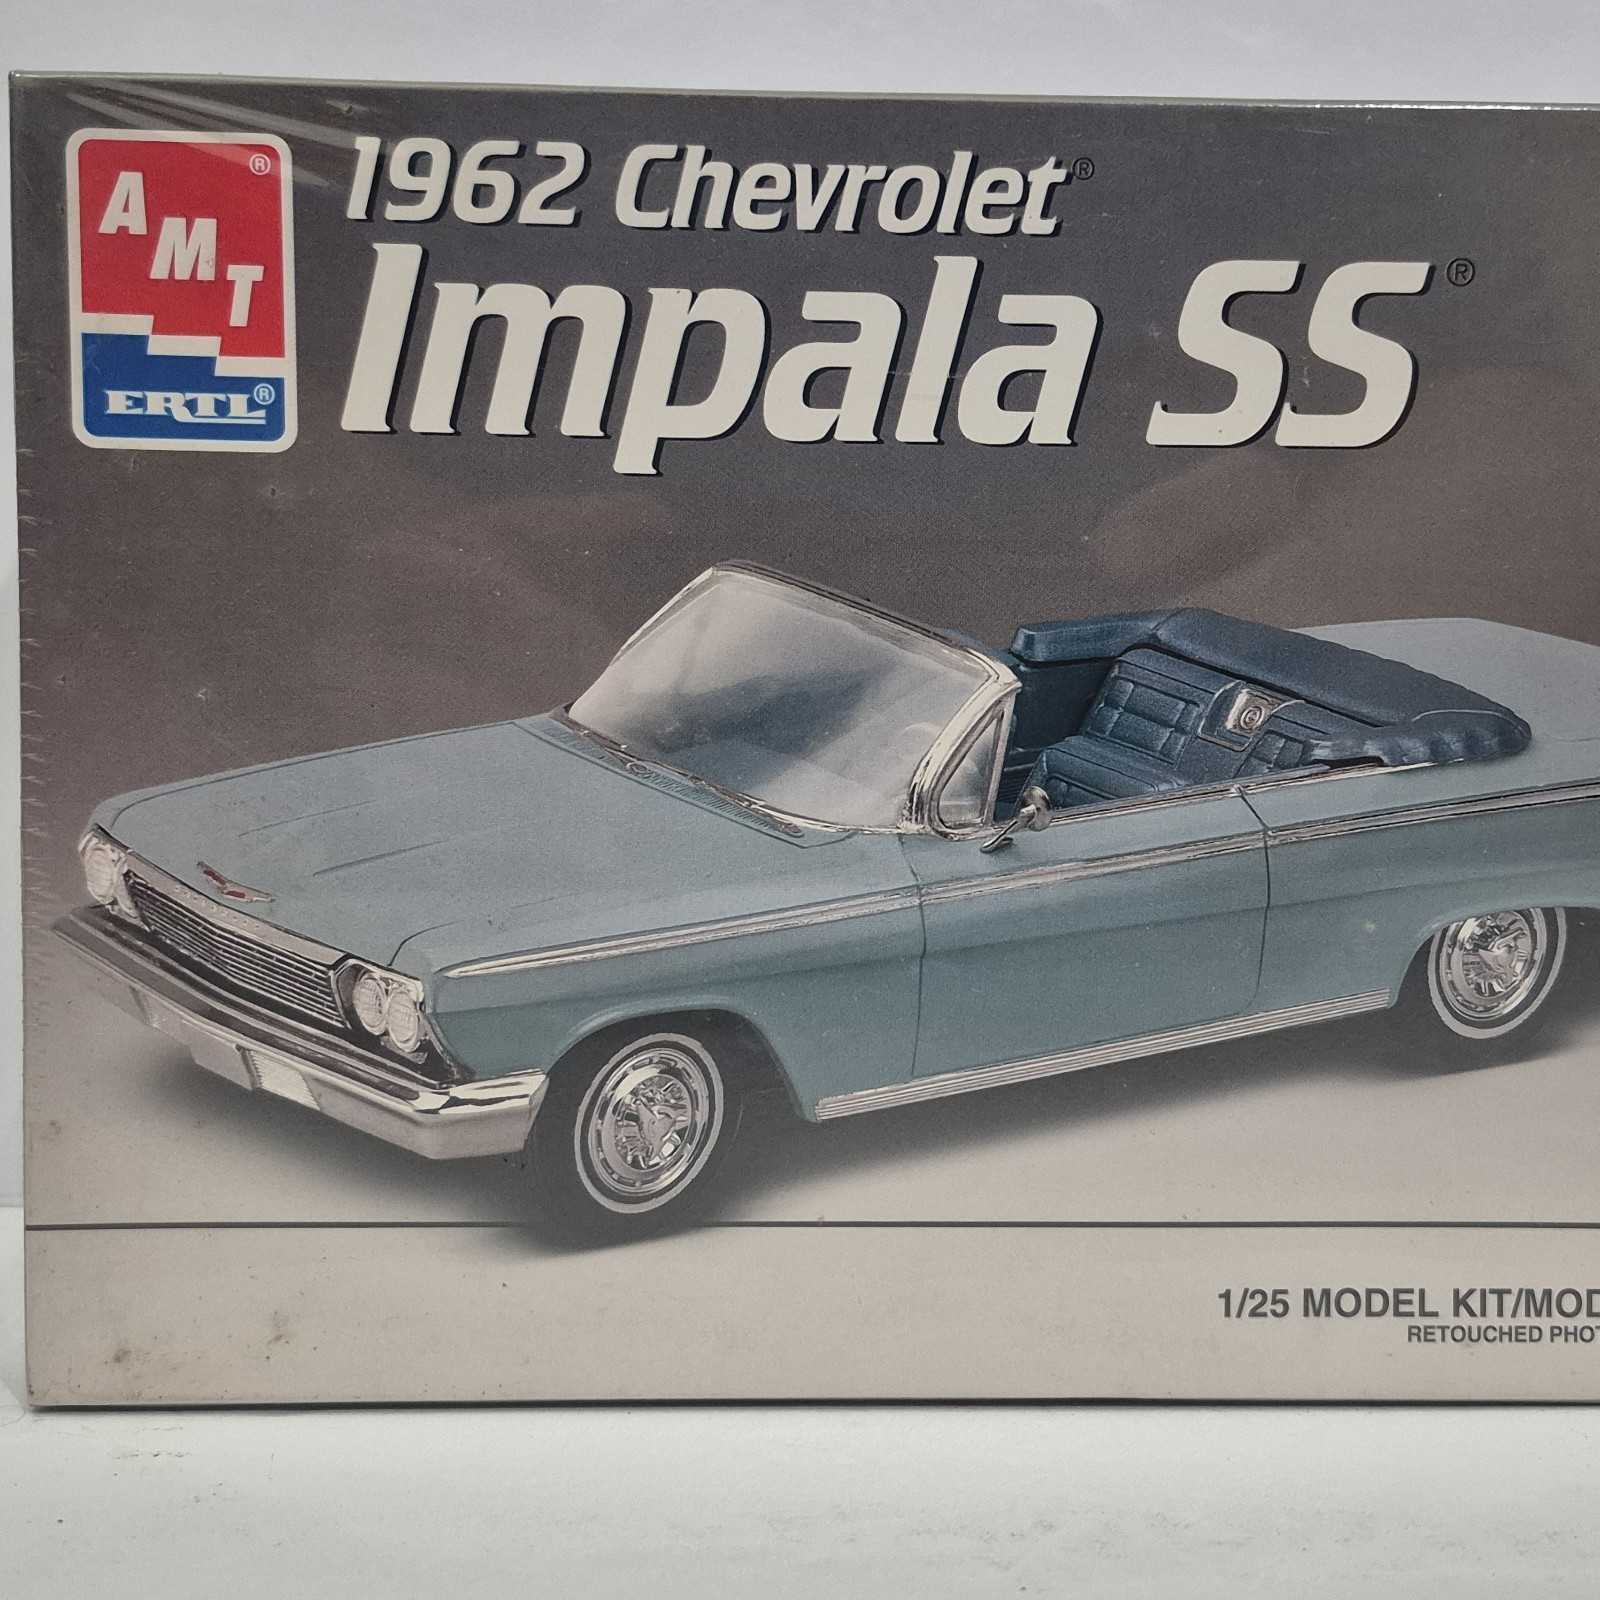 AMT®
ERTL®
1962 Chevrolet®
Impala SS®
1/25 MODEL KIT/MOD
RETOUCHED PHOT